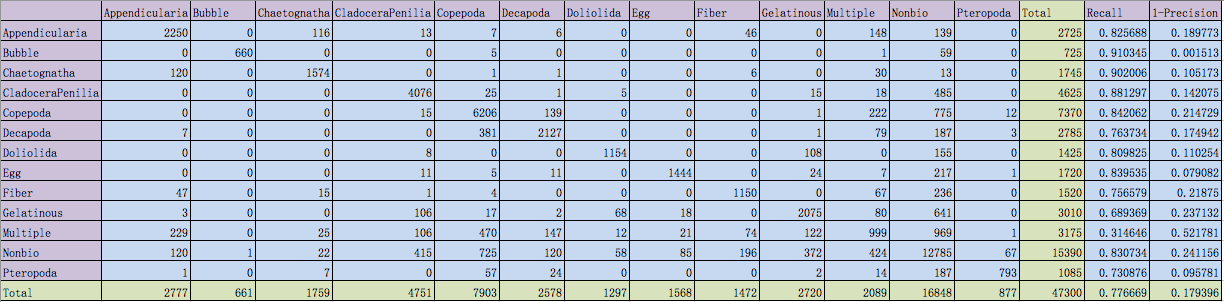 Appendicularia Bubble Chaetognatha CladoceraPenilia Copepoda Decapoda Doliolida Egg Fiber Gelatinous Multiple Nonbio Pteropoda Total Recall 1-Precision
Appendicularia 2250 0 116 13 7 6 0 0 46 0 148 139 0 2725 0.825688 0.189773
Bubble 0 660 0 0 5 0 0 0 0 0 1 59 0 725 0.910345 0.001513
Chaetognatha 120 0 1574 0 1 1 0 0 6 0 30 13 0 1745 0.902006 0.105173
CladoceraPenilia 0 0 0 4076 25 1 5 0 0 15 18 485 0 4625 0.881297 0.142075
Copepoda 0 0 0 15 6206 139 0 0 0 1 222 775 12 7370 0.842062 0.214729
Decapoda 7 0 0 0 381 2127 0 0 0 1 79 187 3 2785 0.763734 0.174942
Doliolida 0 0 0 8 0 0 1154 0 0 108 0 155 0 1425 0.809825 0.110254
Egg 0 0 0 11 5 11 0 1444 0 24 7 217 1 1720 0.839535 0.079082
Fiber 47 0 15 1 4 0 0 0 1150 0 67 236 0 1520 0.756579 0.21875
Gelatinous 3 0 0 106 17 2 68 18 0 2075 80 641 0 3010 0.689369 0.237132
Multiple 229 0 25 106 470 147 12 21 74 122 999 969 1 3175 0.314646 0.521781
Nonbio 120 1 22 415 725 120 58 85 196 372 424 12785 67 15390 0.830734 0.241156
Pteropoda 1 0 7 0 57 24 0 0 0 2 14 187 793 1085 0.730876 0.095781
Total 2777 661 1759 4751 7903 2578 1297 1568 1472 2720 2089 16848 877 47300 0.776669 0.179396